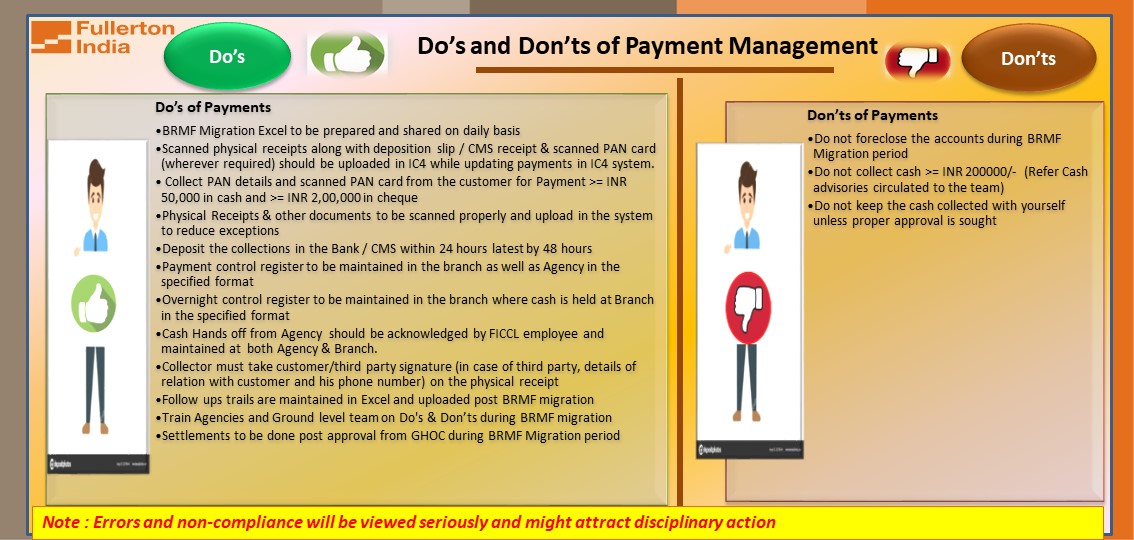 Fullerton
India
Do's
Do's and Don'ts of Payment Management
Don'ts
Do's of Payments
•BRMF Migration Excel to be prepared and shared on daily basis
•Scanned physical receipts along with deposition slip / CMS receipt & scanned PAN card
(wherever required) should be uploaded in IC4 while updating payments in IC4 system.
• Collect PAN details and scanned PAN card from the customer for Payment >= INR
50,000 in cash and >= INR 2,00,000 in cheque
•Physical Receipts & other documents to be scanned properly and upload in the system
to reduce exceptions
•Deposit the collections in the Bank / CMS within 24 hours latest by 48 hours
•Payment control register to be maintained in the branch as well as Agency in the
specified format
•Overnight control register to be maintained in the branch where cash is held at Branch
in the specified format
•Cash Hands off from Agency should be acknowledged by FICCL employee and
maintained at both Agency & Branch.
•Collector must take customer/third party signature (in case of third party, details of
relation with customer and his phone number) on the physical receipt
•Follow ups trails are maintained in Excel and uploaded post BRMF migration
•Train Agencies and Ground level team on Do's & Don'ts during BRMF migration
•Settlements to be done post approval from GHOC during BRMF Migration period
Don'ts of Payments
•Do not foreclose the accounts during BRMF
Migration period
•Do not collect cash >= INR 200000/- (Refer Cash
advisories circulated to the team)
•Do not keep the cash collected with yourself
unless proper approval is sought
Note : Errors and non-compliance will be viewed seriously and might attract disciplinary action